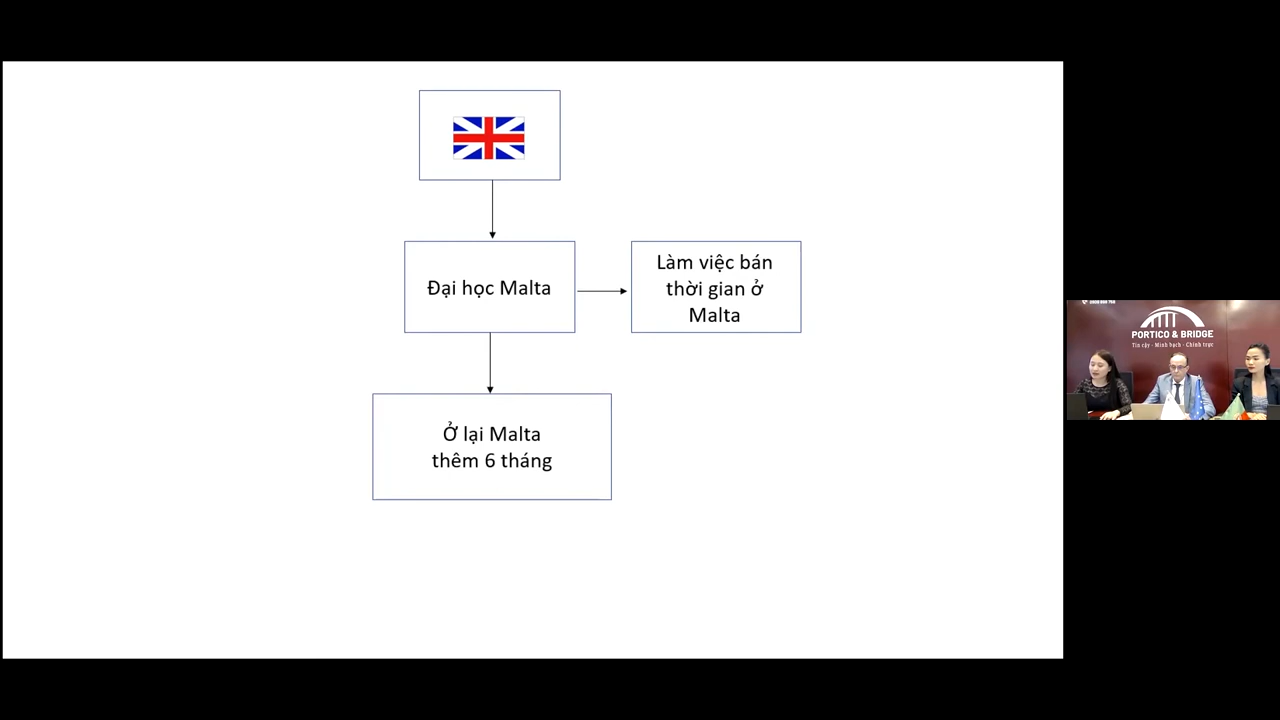 Đại học Malta
Làm việc bán
thời gian ở
Malta
Ở lại Malta
thêm 6 tháng
PORTICO & BRIDGE
Tin cậy - Minh bạch - Chính trực